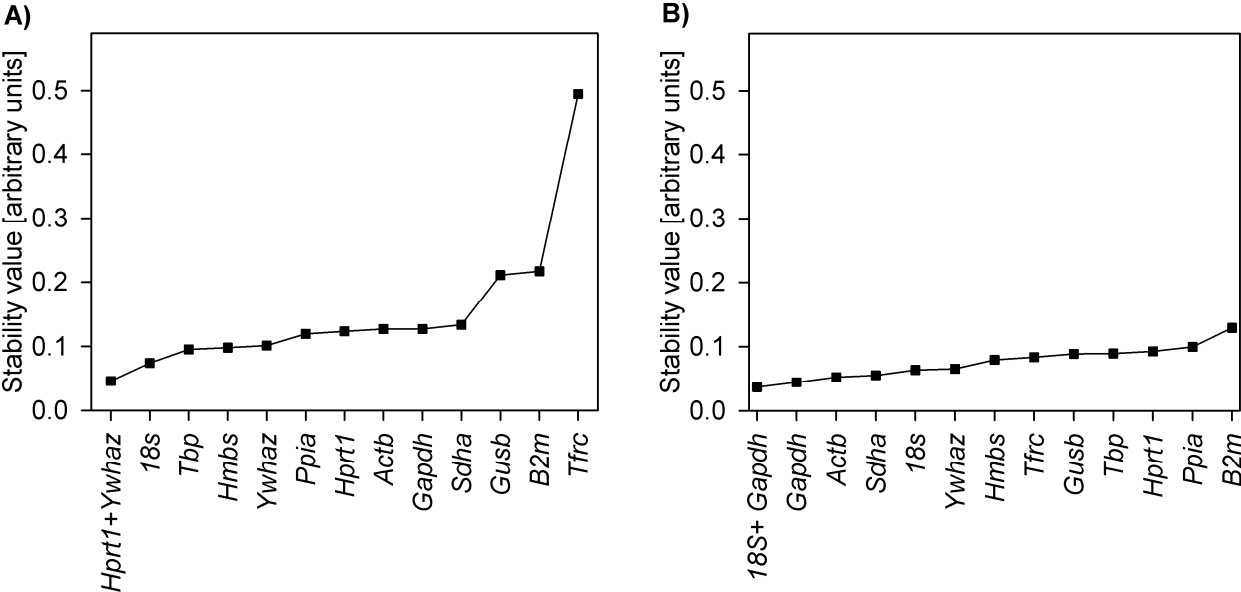 A)
Stability value [arbitrary units]
0.5
0.4
0.3
0.2
0.1
0.0
Hprt1+Ywhaz
18s
Tbp
Hmbs
Ywhaz
Ppia
Hprt1
Actb
Gapdh
Sdha
Gusb
B2m
Tfrc
B)
Stability value [arbitrary units]
0.5
0.4
0.3
0.2
0.1
0.0
18S+ Gapdh
Gapdh
Actb
Sdha
18s
Ywhaz
Hmbs
Tfrc
Gusb
Tbp
Hprt1
Ppia
B2m